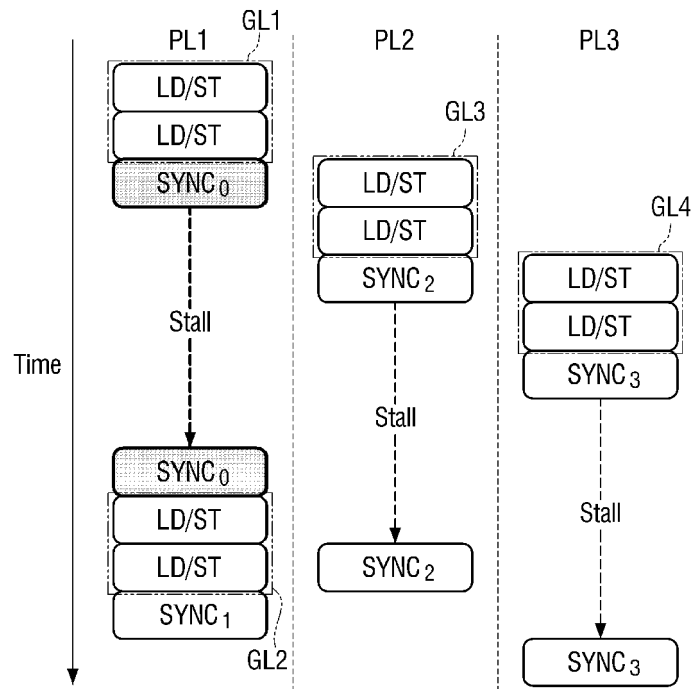 GL1
PL1
PL2
PL3
LD/ST
LD/ST
SYNC0
GL3
LD/ST
LD/ST
SYNC2
GL4
LD/ST
LD/ST
SYNC3
Stall
Time
Stall
Stall
SYNC0
LD/ST
LD/ST
SYNC1
GL2
SYNC2
SYNC3